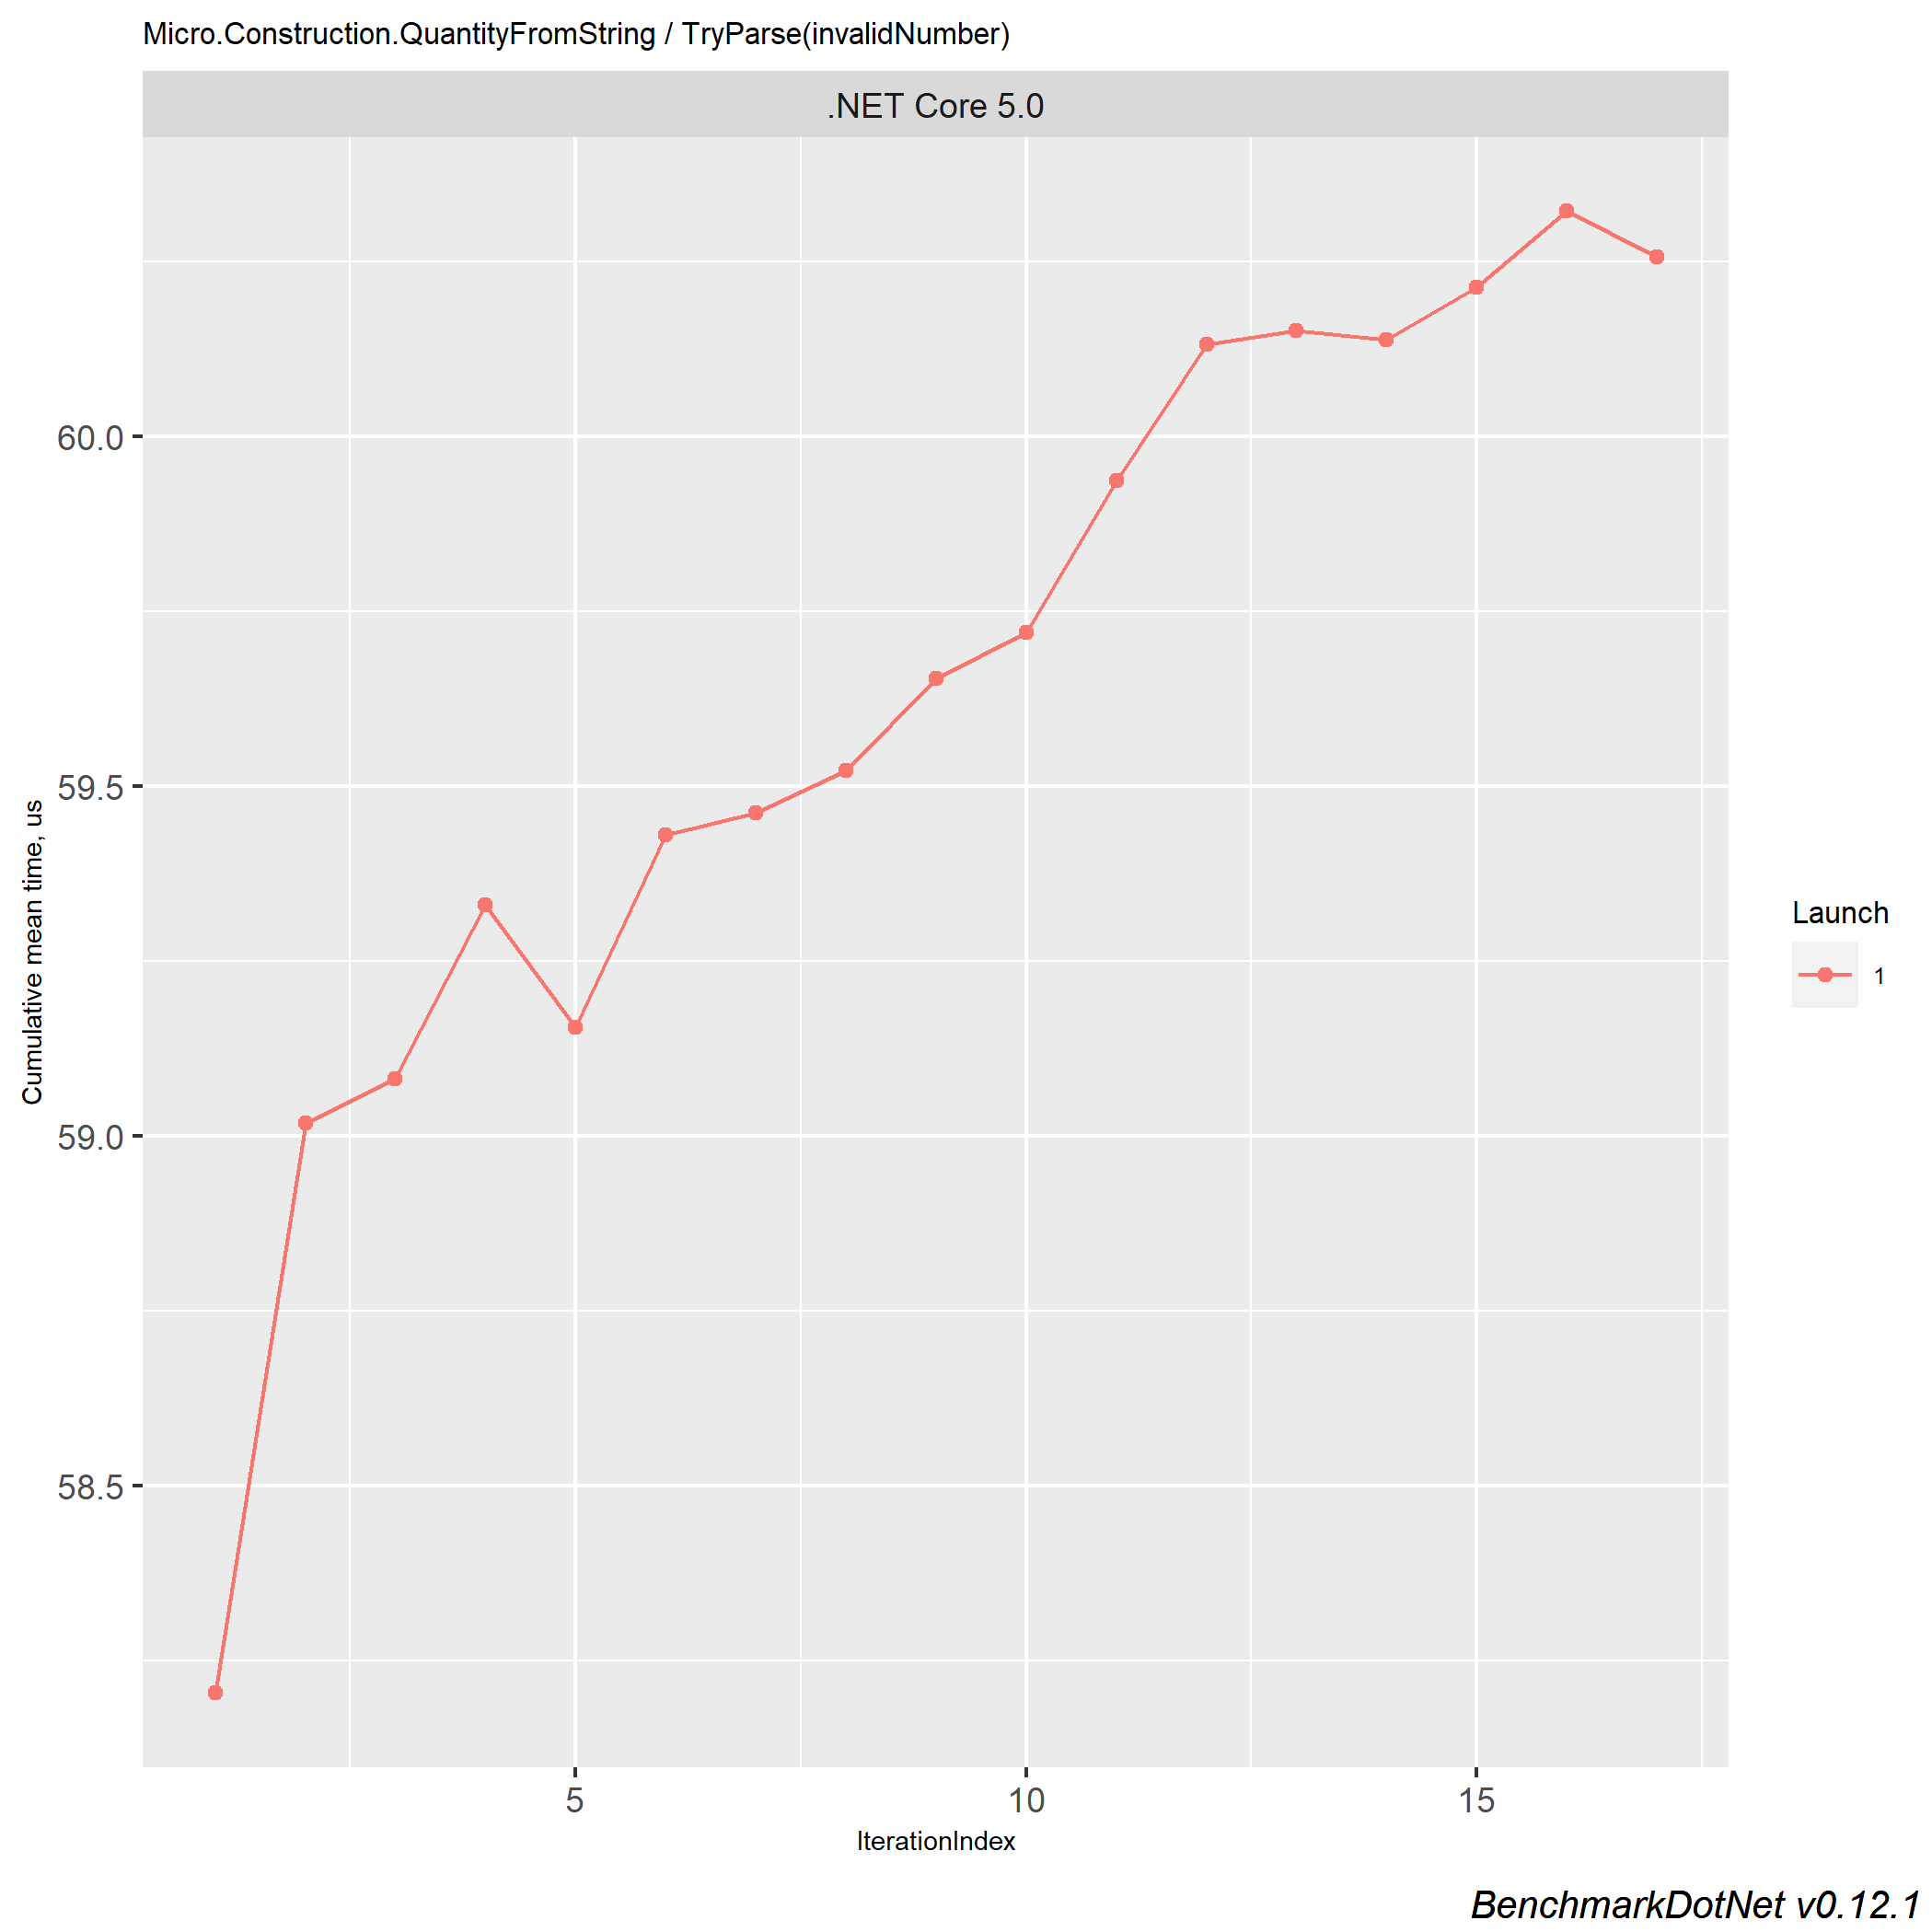 Micro.Construction.QuantityFromString / TryParse(invalidNumber)
.NET Core 5.0
60.0
59.5
59.0
58.5
Cumulative mean time, us
5
10
15
IterationIndex
Launch
1
BenchmarkDotNet v0.12.1